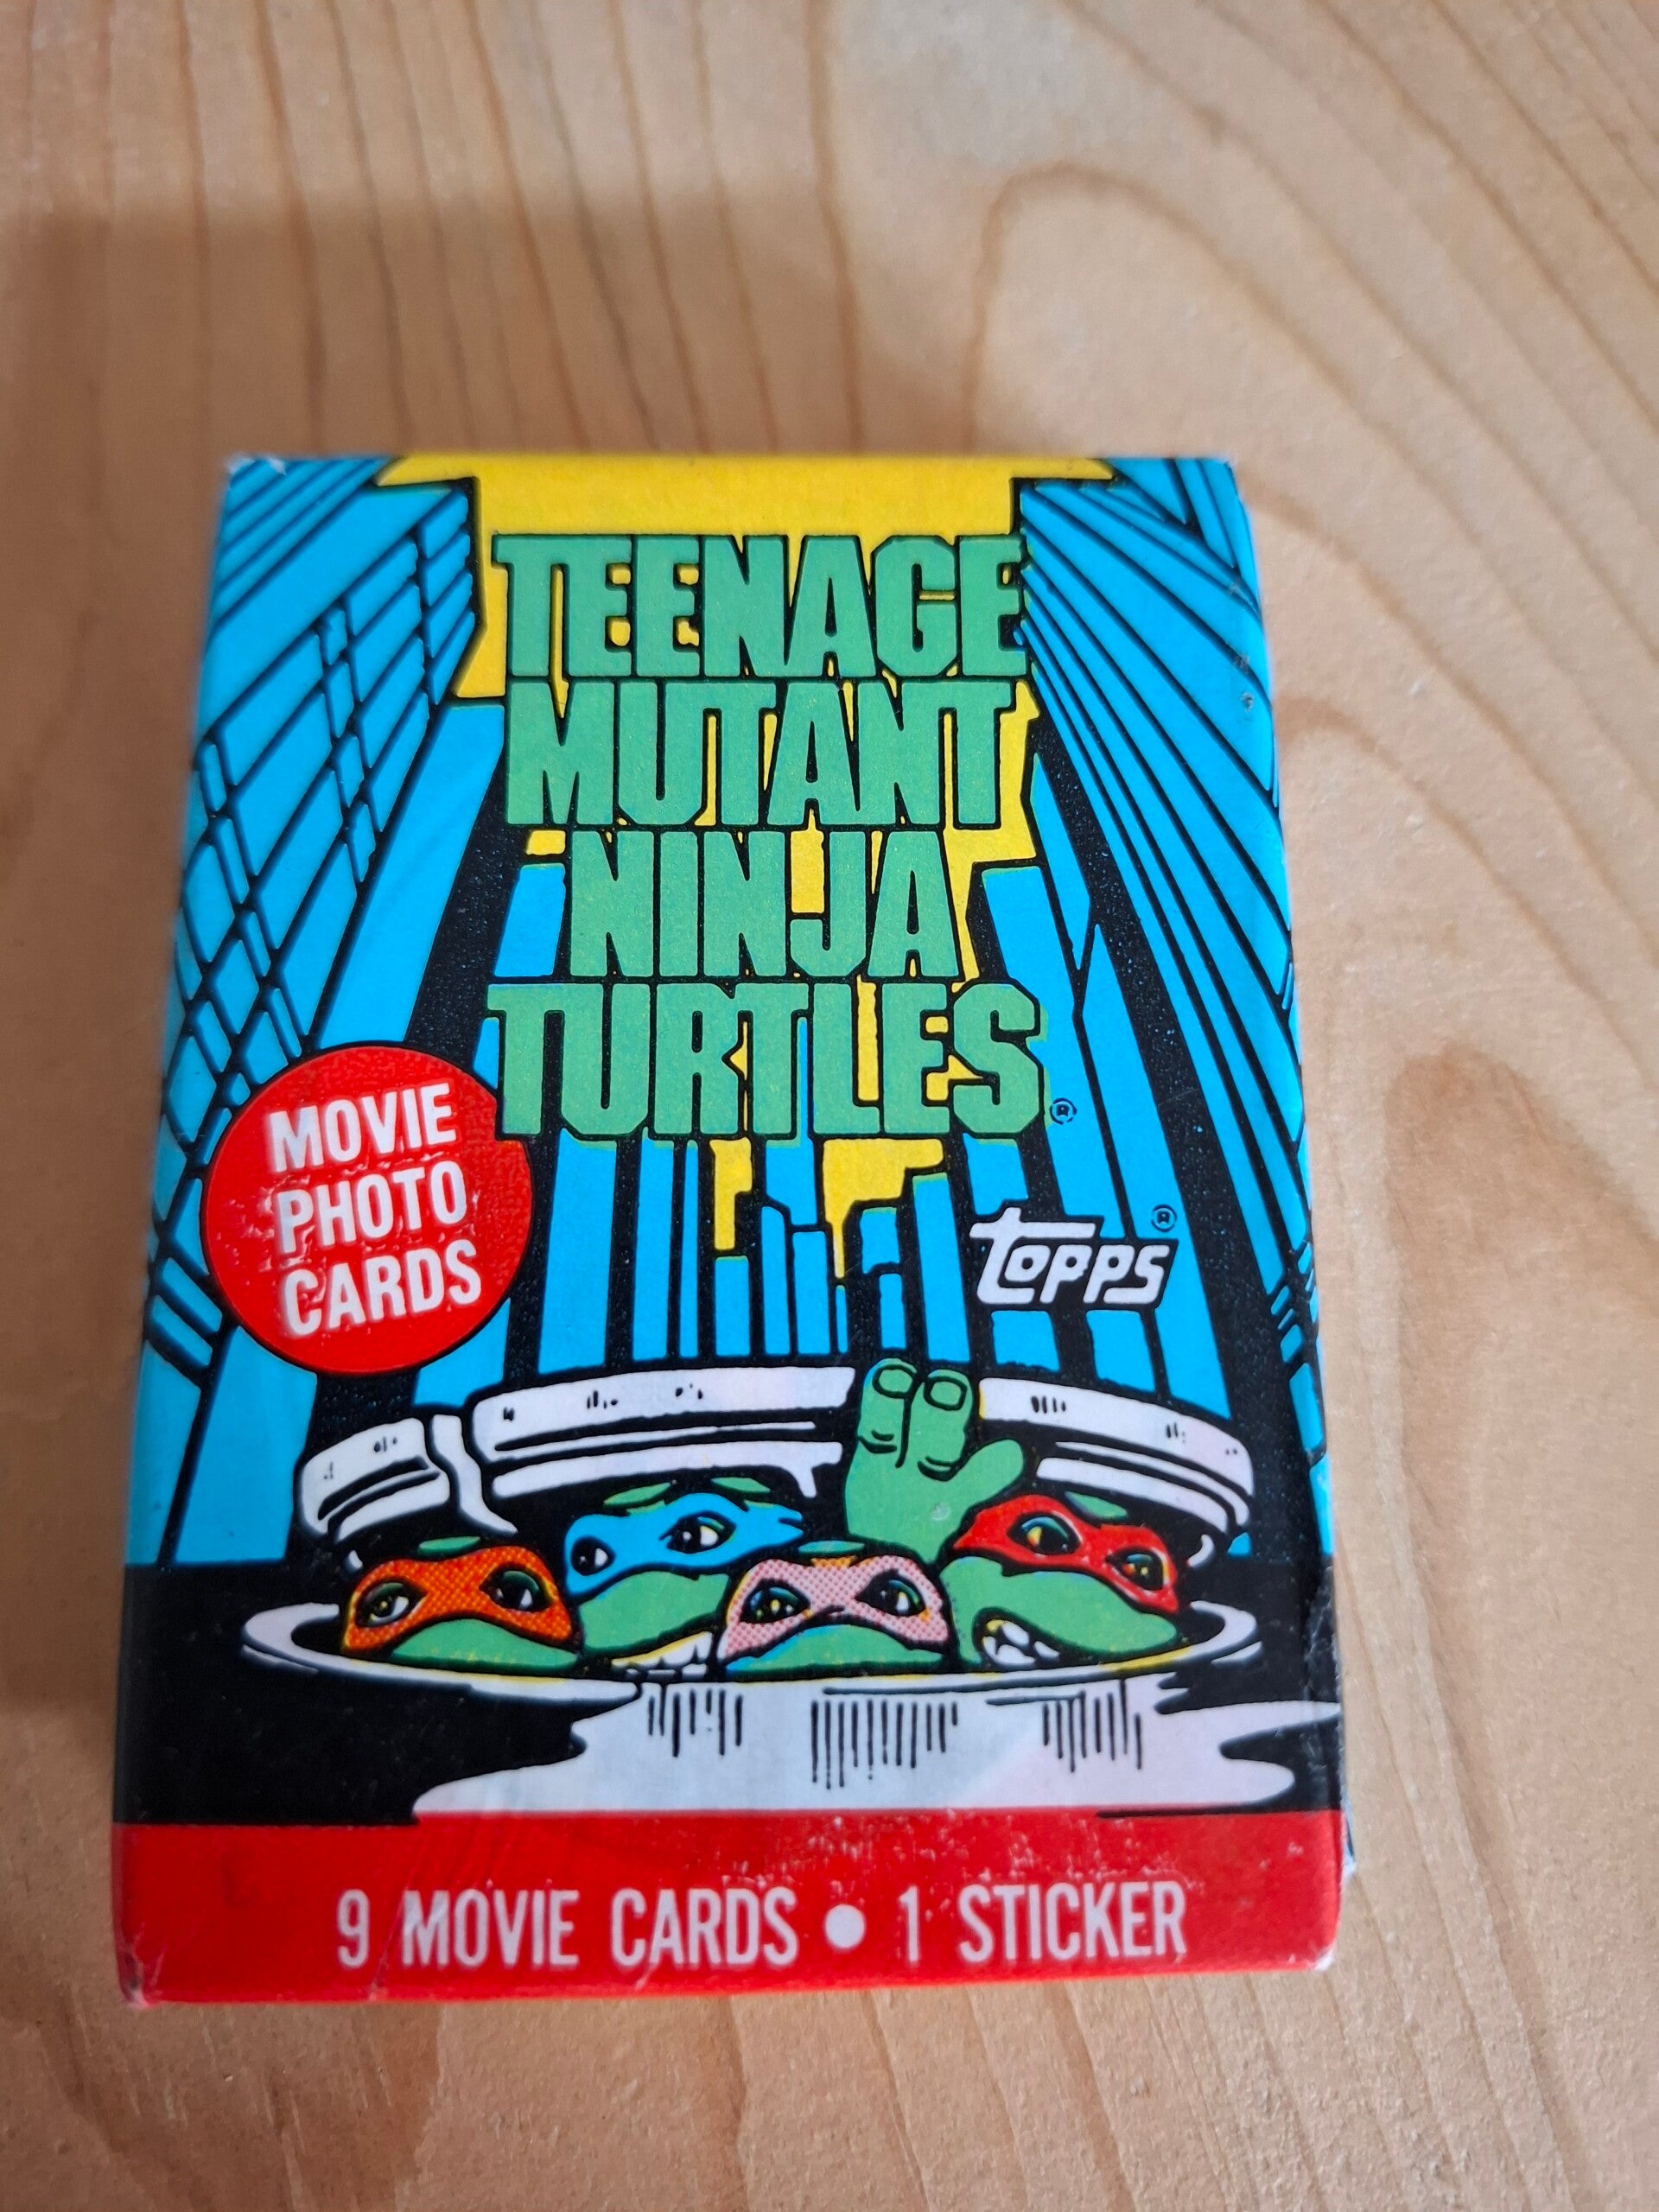 TEENAGE
MUTANT
NINJA
TURTLES®
MOVIE
PHOTO
CARDS
topps®
9 MOVIE CARDS • 1 STICKER